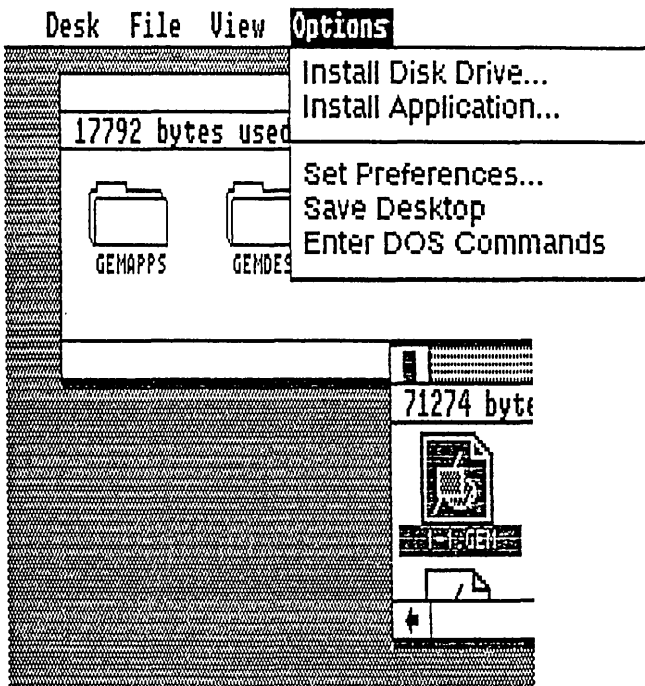 Desk File View Options
Install Disk Drive...
Install Application...
17792 bytes used
Set Preferences...
Save Desktop
Enter DOS Commands
GEMAPPS GEMDES
71274 byte